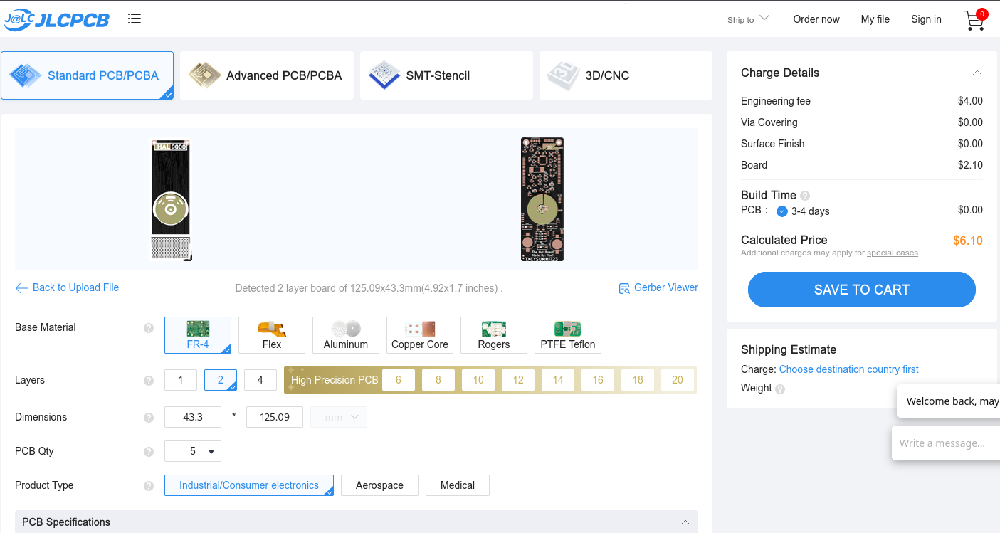 J@LC JLCPCB
Ship to
Order now
My file
Sign in
0
Standard PCB/PCBA
Advanced PCB/PCBA
SMT-Stencil
3D/CNC
HAL 9000
The Hal Board
Made By: You!
TXCYSUMMIT23
Back to Upload File
Detected 2 layer board of 125.09x43.3mm(4.92x1.7 inches) .
Gerber Viewer
Base Material
FR-4
Flex
Aluminum
Copper Core
Rogers
PTFE Teflon
Layers
1
2
4
High Precision PCB
6
8
10
12
14
16
18
20
Dimensions
43.3
*
125.09
mm
PCB Qty
5
Product Type
Industrial/Consumer electronics
Aerospace
Medical
PCB Specifications
Charge Details
Engineering fee $4.00
Via Covering $0.00
Surface Finish $0.00
Board $2.10
Build Time
PCB : 3-4 days $0.00
Calculated Price $6.10
Additional charges may apply for special cases
SAVE TO CART
Shipping Estimate
Charge: Choose destination country first
Weight
Welcome back, may
Write a message...